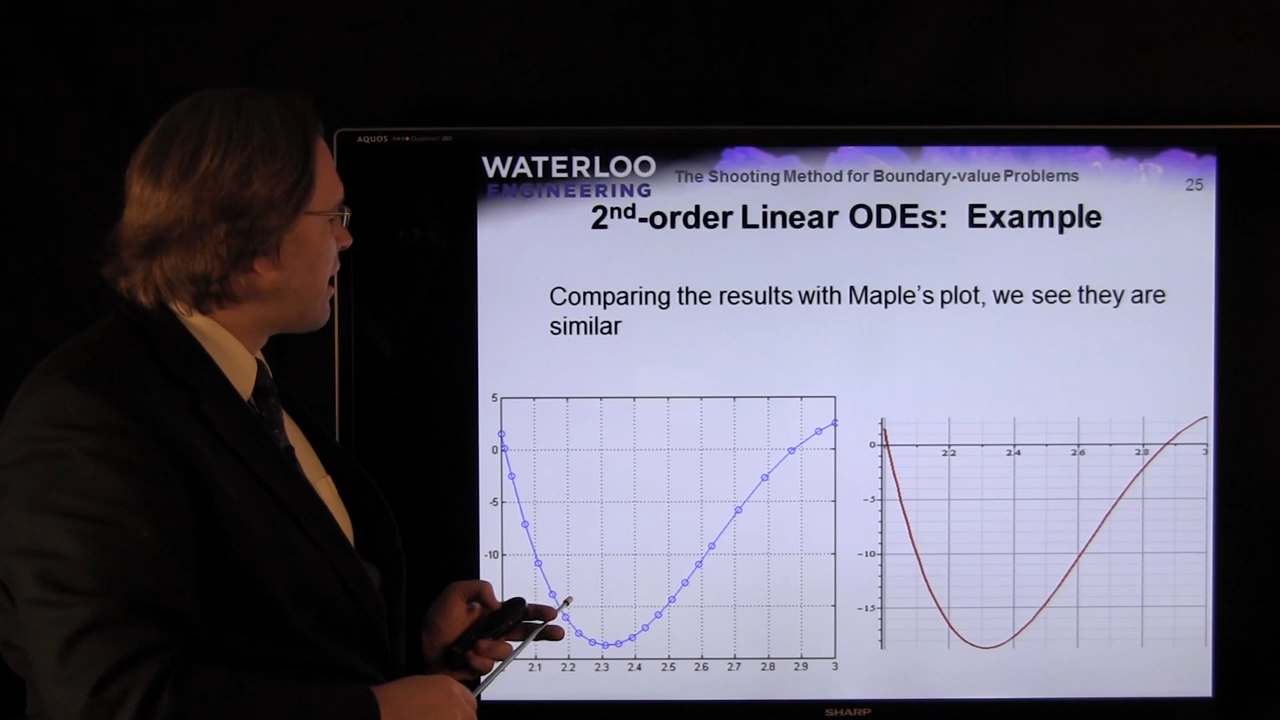 AQUOS
WATERLOO
ENGINEERING
The Shooting Method for Boundary-value Problems
25
2nd-order Linear ODEs: Example
Comparing the results with Maple's plot, we see they are
similar
5
0
-5
-10
2.1 2.2 2.3 2.4 2.5 2.6 2.7 2.8 2.9 3
0
-5
-10
-15
2.2 2.4 2.6 2.8 3
SHARP